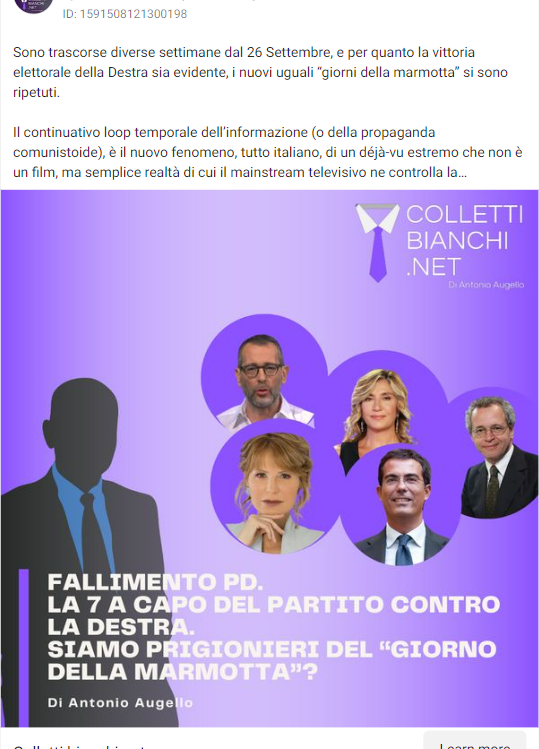 BIANCHI
.NET
ID: 1591508121300198
Sono trascorse diverse settimane dal 26 Settembre, e per quanto la vittoria
elettorale della Destra sia evidente, i nuovi uguali “giorni della marmotta” si sono
ripetuti.
Il continuativo loop temporale dell’informazione (o della propaganda
comunistoide), è il nuovo fenomeno, tutto italiano, di un déjà-vu estremo che non è
un film, ma semplice realtà di cui il mainstream televisivo ne controlla la...
COLLETTI
BIANCHI
.NET
Di Antonio Augello
FALLIMENTO PD.
LA 7 A CAPO DEL PARTITO CONTRO
LA DESTRA.
SIAMO PRIGIONIERI DEL “GIORNO
DELLA MARMOTTA”?
Di Antonio Augello
Learn more